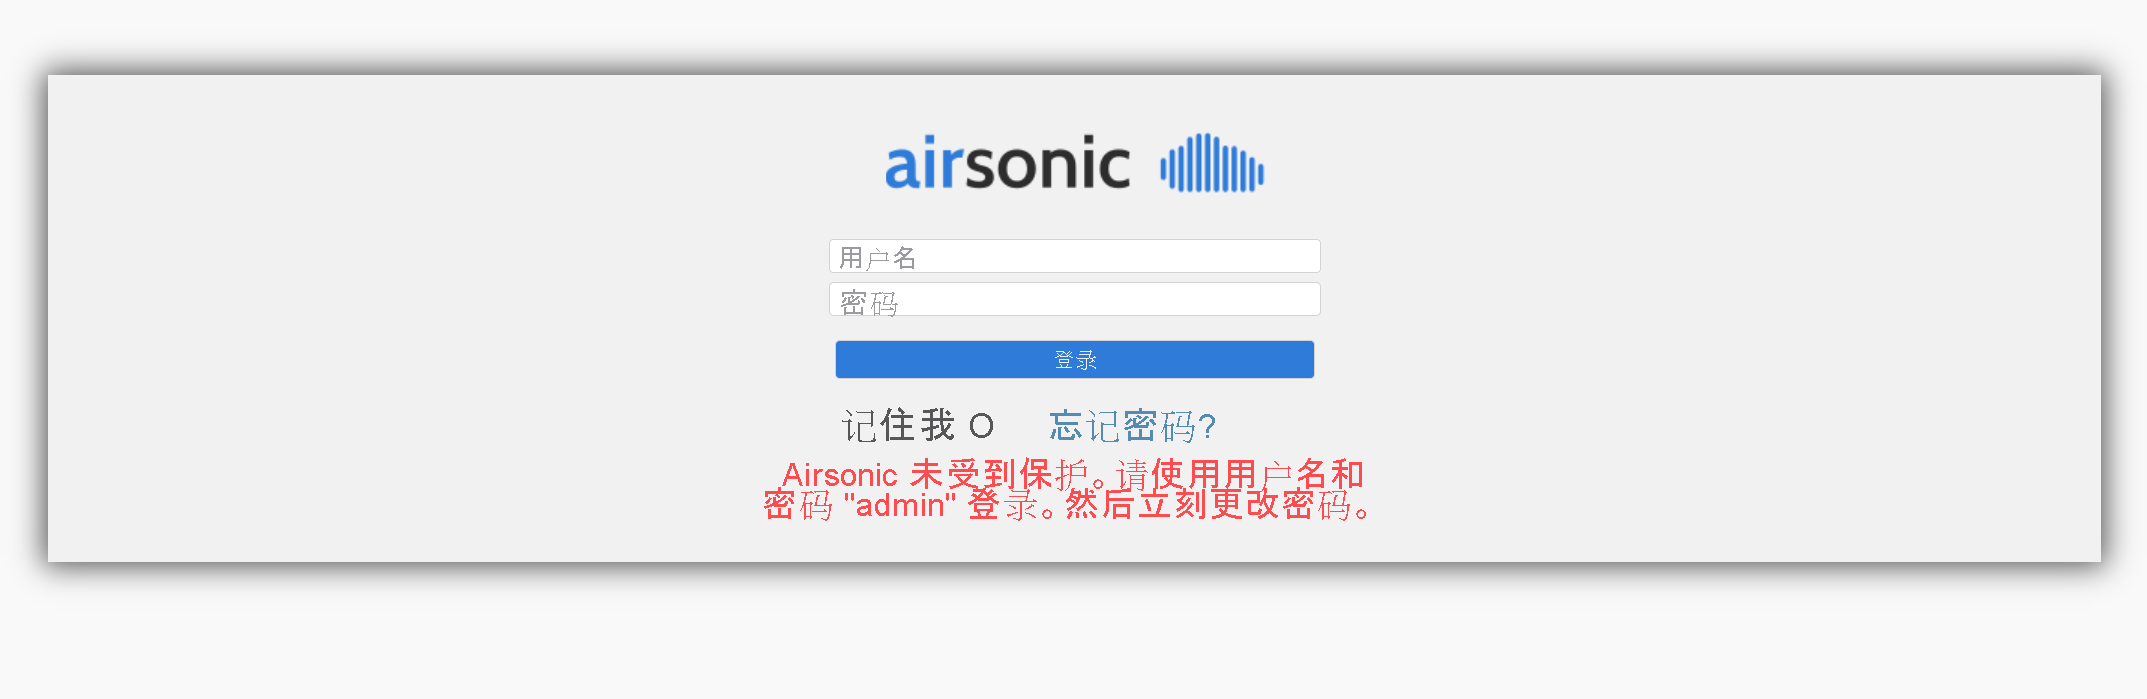 airsonic
用户名
密码
登录
记住我 O 忘记密码?
Airsonic 未受到保护。请使用用户名和
密码 "admin" 登录。然后立刻更改密码。